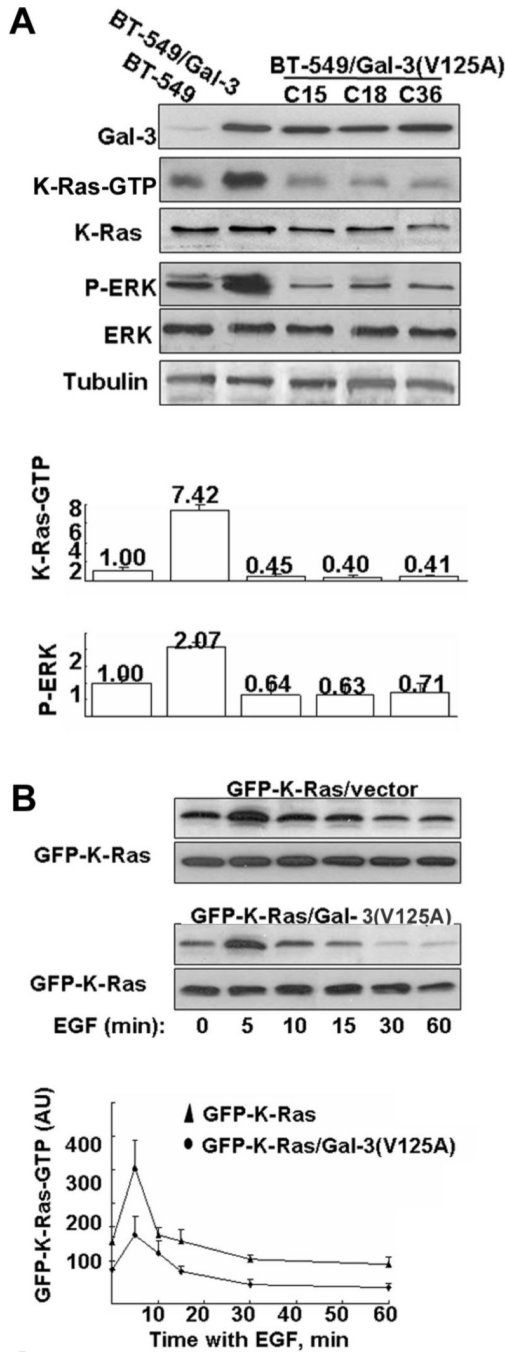 A
BT-549/Gal-3
BT-549
BT-549/Gal-3(V125A)
C15 C18 C36
Gal-3
K-Ras-GTP
K-Ras
P-ERK
ERK
Tubulin
K-Ras-GTP
8
6
4
2
1.00 7.42 0.45 0.40 0.41
P-ERK
2
1
1.00 2.07 0.64 0.63 0.71
B
GFP-K-Ras/vector
GFP-K-Ras
GFP-K-Ras/Gal-3(V125A)
GFP-K-Ras
EGF (min): 0 5 10 15 30 60
GFP-K-Ras-GTP (AU)
400
300
200
100
GFP-K-Ras
GFP-K-Ras/Gal-3(V125A)
10 20 30 40 50 60
Time with EGF, min